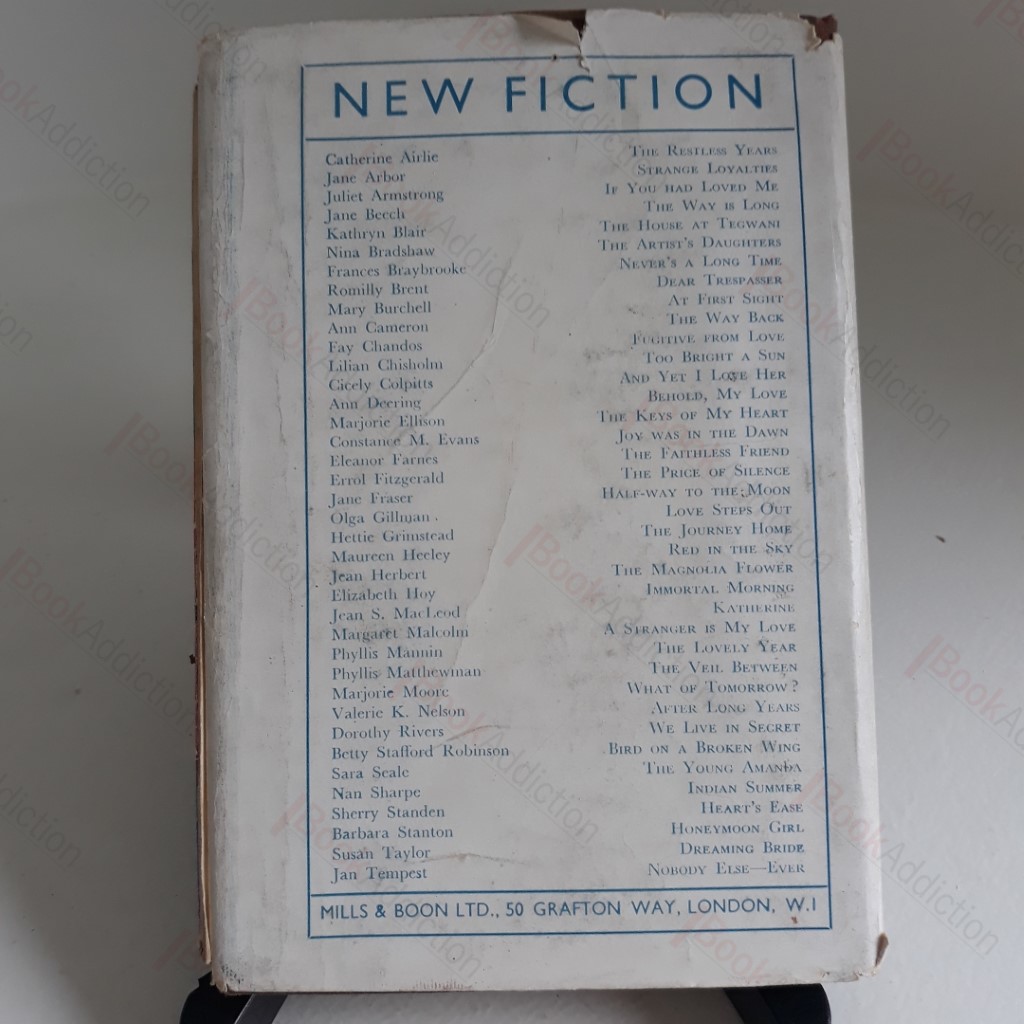 NEW FICTION
Catherine Airlie THE RESTLESS YEARS
Jane Arbor STRANGE LOYALTIES
Juliet Armstrong IF YOU HAD LOVED ME
Jane Beech THE WAY IS LONG
Kathryn Blair THE HOUSE AT TEGWANI
Nina Bradshaw THE ARTIST'S DAUGHTERS
Frances Braybrooke NEVER'S A LONG TIME
Romilly Brent DEAR TRESPASSER
Mary Burchell AT FIRST SIGHT
Ann Cameron THE WAY BACK
Fay Chandos FUGITIVE FROM LOVE
Lilian Chisholm TOO BRIGHT A SUN
Cicely Colpitts AND YET I LOVE HER
Ann Deering BEHOLD, MY LOVE
Marjorie Ellison THE KEYS OF MY HEART
Constance M. Evans JOY WAS IN THE DAWN
Eleanor Farnes THE FAITHLESS FRIEND
Errol Fitzgerald THE PRICE OF SILENCE
Jane Fraser HALF-WAY TO THE MOON
Olga Gillman LOVE STEPS OUT
Hettie Grimstead THE JOURNEY HOME
Maureen Heeley RED IN THE SKY
Jean Herbert THE MAGNOLIA FLOWER
Elizabeth Hoy IMMORTAL MORNING
Jean S. MacLeod KATHERINE
Margaret Malcolm A STRANGER IS MY LOVE
Phyllis Mannin THE LOVELY YEAR
Phyllis Matthewman THE VEIL BETWEEN
Marjorie Moore WHAT OF TOMORROW?
Valerie K. Nelson AFTER LONG YEARS
Dorothy Rivers WE LIVE IN SECRET
Betty Stafford Robinson BIRD ON A BROKEN WING
Sara Seale THE YOUNG AMANDA
Nan Sharpe INDIAN SUMMER
Sherry Standen HEART'S EASE
Barbara Stanton HONEYMOON GIRL
Susan Taylor DREAMING BRIDE
Jan Tempest NOBODY ELSE—EVER
MILLS & BOON LTD., 50 GRAFTON WAY, LONDON, W.1
BookAddiction